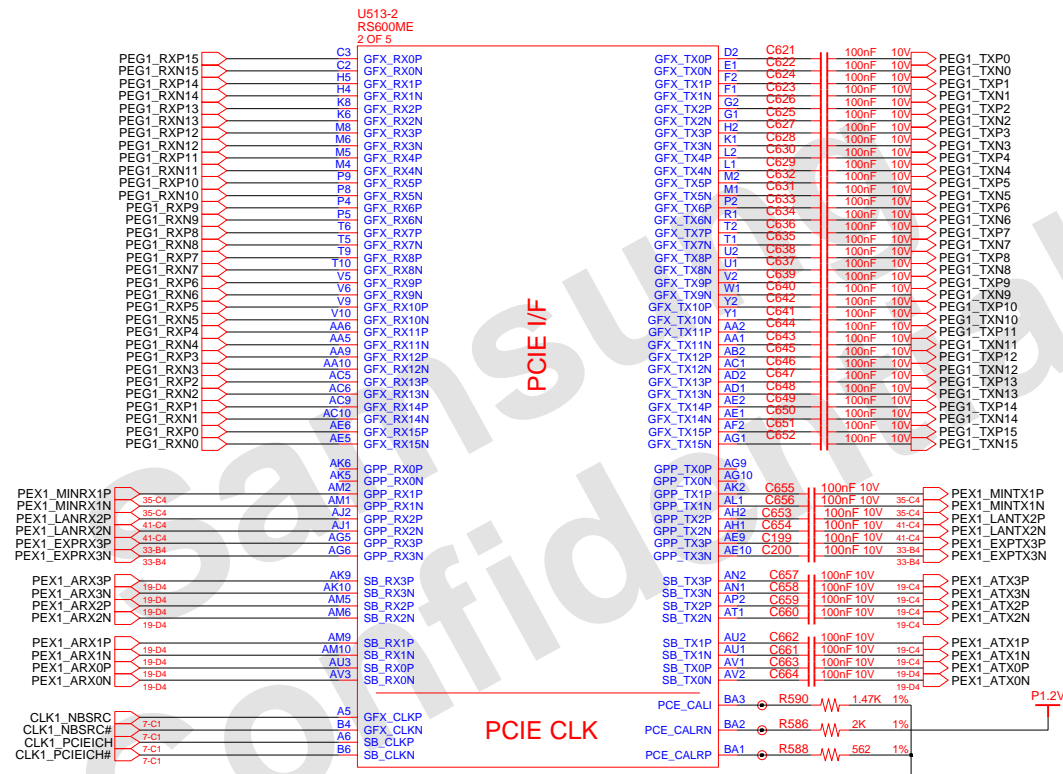 U513-2
RS600ME
2 OF 5
PEG1_RXP15 C3 GFX_RX0P GFX_TX0P D2 C621 100nF 10V PEG1_TXP0
PEG1_RXN15 C2 GFX_RX0N GFX_TX0N E1 C622 100nF 10V PEG1_TXN0
PEG1_RXP14 H5 GFX_RX1P GFX_TX1P F2 C624 100nF 10V PEG1_TXP1
PEG1_RXN14 H4 GFX_RX1N GFX_TX1N F1 C623 100nF 10V PEG1_TXN1
PEG1_RXP13 K8 GFX_RX2P GFX_TX2P G2 C626 100nF 10V PEG1_TXP2
PEG1_RXN13 K6 GFX_RX2N GFX_TX2N G1 C625 100nF 10V PEG1_TXN2
PEG1_RXP12 M8 GFX_RX3P GFX_TX3P H2 C627 100nF 10V PEG1_TXP3
PEG1_RXN12 M6 GFX_RX3N GFX_TX3N K1 C628 100nF 10V PEG1_TXN3
PEG1_RXP11 M5 GFX_RX4P GFX_TX4P L2 C630 100nF 10V PEG1_TXP4
PEG1_RXN11 M4 GFX_RX4N GFX_TX4N L1 C629 100nF 10V PEG1_TXN4
PEG1_RXP10 P9 GFX_RX5P GFX_TX5P M2 C632 100nF 10V PEG1_TXP5
PEG1_RXN10 P8 GFX_RX5N GFX_TX5N M1 C631 100nF 10V PEG1_TXN5
PEG1_RXP9 P4 GFX_RX6P GFX_TX6P P2 C633 100nF 10V PEG1_TXP6
PEG1_RXN9 P5 GFX_RX6N GFX_TX6N R1 C634 100nF 10V PEG1_TXN6
PEG1_RXP8 T6 GFX_RX7P GFX_TX7P T2 C636 100nF 10V PEG1_TXP7
PEG1_RXN8 T5 GFX_RX7N GFX_TX7N T1 C635 100nF 10V PEG1_TXN7
PEG1_RXP7 T9 GFX_RX8P GFX_TX8P U2 C638 100nF 10V PEG1_TXP8
PEG1_RXN7 T10 GFX_RX8N GFX_TX8N U1 C637 100nF 10V PEG1_TXN8
PEG1_RXP6 V5 GFX_RX9P GFX_TX9P V2 C639 100nF 10V PEG1_TXP9
PEG1_RXN6 V6 GFX_RX9N GFX_TX9N W1 C640 100nF 10V PEG1_TXN9
PEG1_RXP5 V9 GFX_RX10P GFX_TX10P Y2 C642 100nF 10V PEG1_TXP10
PEG1_RXN5 V10 GFX_RX10N GFX_TX10N Y1 C641 100nF 10V PEG1_TXN10
PEG1_RXP4 AA6 GFX_RX11P GFX_TX11P AA2 C644 100nF 10V PEG1_TXP11
PEG1_RXN4 AA5 GFX_RX11N GFX_TX11N AA1 C643 100nF 10V PEG1_TXN11
PEG1_RXP3 AA9 GFX_RX12P GFX_TX12P AB2 C645 100nF 10V PEG1_TXP12
PEG1_RXN3 AA10 GFX_RX12N GFX_TX12N AC1 C646 100nF 10V PEG1_TXN12
PEG1_RXP2 AC5 GFX_RX13P GFX_TX13P AD2 C647 100nF 10V PEG1_TXP13
PEG1_RXN2 AC6 GFX_RX13N GFX_TX13N AD1 C648 100nF 10V PEG1_TXN13
PEG1_RXP1 AC9 GFX_RX14P GFX_TX14P AE2 C649 100nF 10V PEG1_TXP14
PEG1_RXN1 AC10 GFX_RX14N GFX_TX14N AE1 C650 100nF 10V PEG1_TXN14
PEG1_RXP0 AE6 GFX_RX15P GFX_TX15P AF2 C651 100nF 10V PEG1_TXP15
PEG1_RXN0 AE5 GFX_RX15N GFX_TX15N AG1 C652 100nF 10V PEG1_TXN15
PCIE I/F
AK6 GPP_RX0P GPP_TX0P AG9
AK5 GPP_RX0N GPP_TX0N AG10
PEX1_MINRX1P 35-C4 AM2 GPP_RX1P GPP_TX1P AK2 C655 100nF 10V 35-C4 PEX1_MINTX1P
PEX1_MINRX1N 35-C4 AM1 GPP_RX1N GPP_TX1N AL1 C656 100nF 10V 35-C4 PEX1_MINTX1N
PEX1_LANRX2P 41-C4 AJ2 GPP_RX2P GPP_TX2P AH2 C653 100nF 10V 41-C4 PEX1_LANTX2P
PEX1_LANRX2N 41-C4 AJ1 GPP_RX2N GPP_TX2N AH1 C654 100nF 10V 41-C4 PEX1_LANTX2N
PEX1_EXPRX3P 33-B4 AG5 GPP_RX3P GPP_TX3P AE9 C199 100nF 10V 33-B4 PEX1_EXPTX3P
PEX1_EXPRX3N 33-B4 AG6 GPP_RX3N GPP_TX3N AE10 C200 100nF 10V 33-B4 PEX1_EXPTX3N
PEX1_ARX3P 19-D4 AK9 SB_RX3P SB_TX3P AN2 C657 100nF 10V 19-C4 PEX1_ATX3P
PEX1_ARX3N 19-D4 AK10 SB_RX3N SB_TX3N AN1 C658 100nF 10V 19-C4 PEX1_ATX3N
PEX1_ARX2P 19-D4 AM5 SB_RX2P SB_TX2P AP2 C659 100nF 10V 19-C4 PEX1_ATX2P
PEX1_ARX2N 19-D4 AM6 SB_RX2N SB_TX2N AT1 C660 100nF 10V 19-C4 PEX1_ATX2N
PEX1_ARX1P 19-D4 AM9 SB_RX1P SB_TX1P AU2 C662 100nF 10V 19-C4 PEX1_ATX1P
PEX1_ARX1N 19-D4 AM10 SB_RX1N SB_TX1N AU1 C661 100nF 10V 19-C4 PEX1_ATX1N
PEX1_ARX0P 19-D4 AU3 SB_RX0P SB_TX0P AV1 C663 100nF 10V 19-D4 PEX1_ATX0P
PEX1_ARX0N 19-D4 AV3 SB_RX0N SB_TX0N AV2 C664 100nF 10V 19-D4 PEX1_ATX0N
PCE_CALI BA3 R590 1.47K 1% P1.2V
CLK1_NBSRC 7-C1 A5 GFX_CLKP
CLK1_NBSRC# 7-C1 B4 GFX_CLKN PCIE CLK PCE_CALRN BA2 R586 2K 1%
CLK1_PCIEICH 7-C1 A6 SB_CLKP
CLK1_PCIEICH# 7-C1 B6 SB_CLKN PCE_CALRP BA1 R588 562 1%
Samsung
Confidential